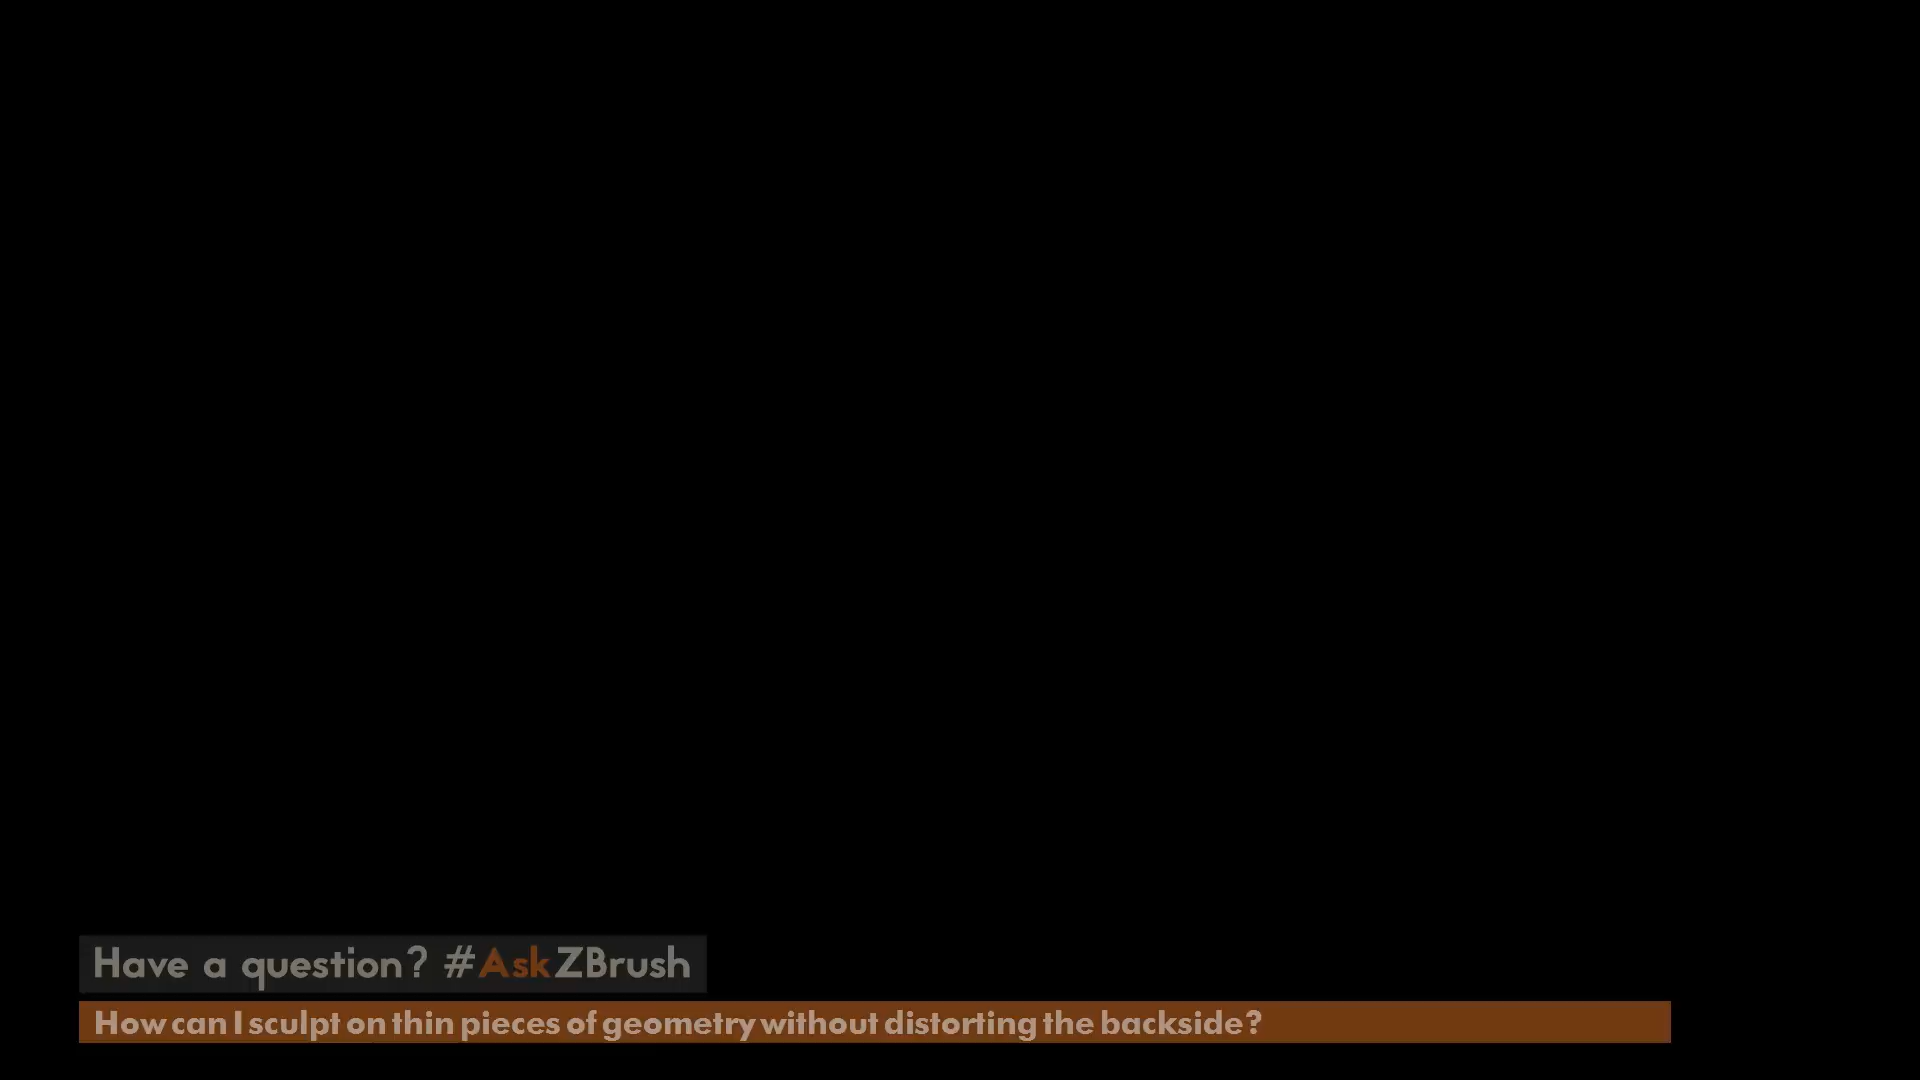 Have a question? #AskZBrush
How can I sculpt on thin pieces of geometry without distorting the backside?